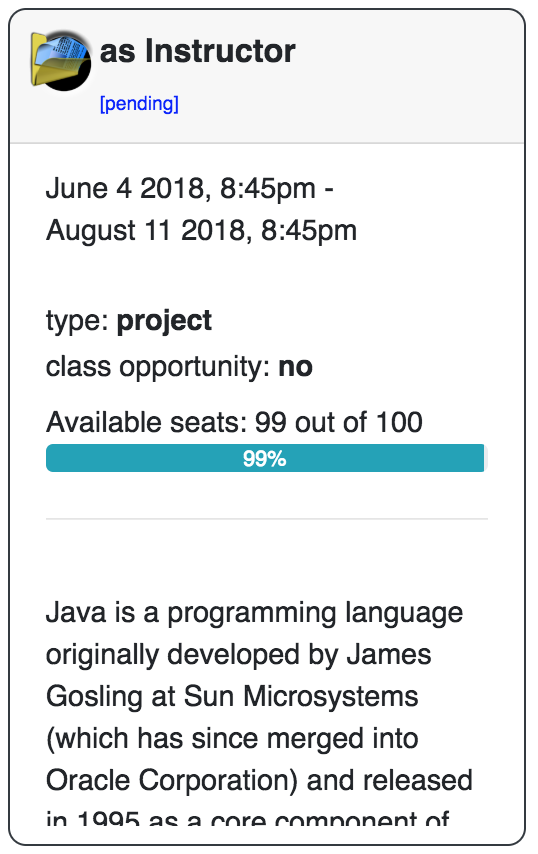 as Instructor
[pending]
June 4 2018, 8:45pm -
August 11 2018, 8:45pm
type: project
class opportunity: no
Available seats: 99 out of 100
99%
Java is a programming language
originally developed by James
Gosling at Sun Microsystems
(which has since merged into
Oracle Corporation) and released
in 1995 as a core component of